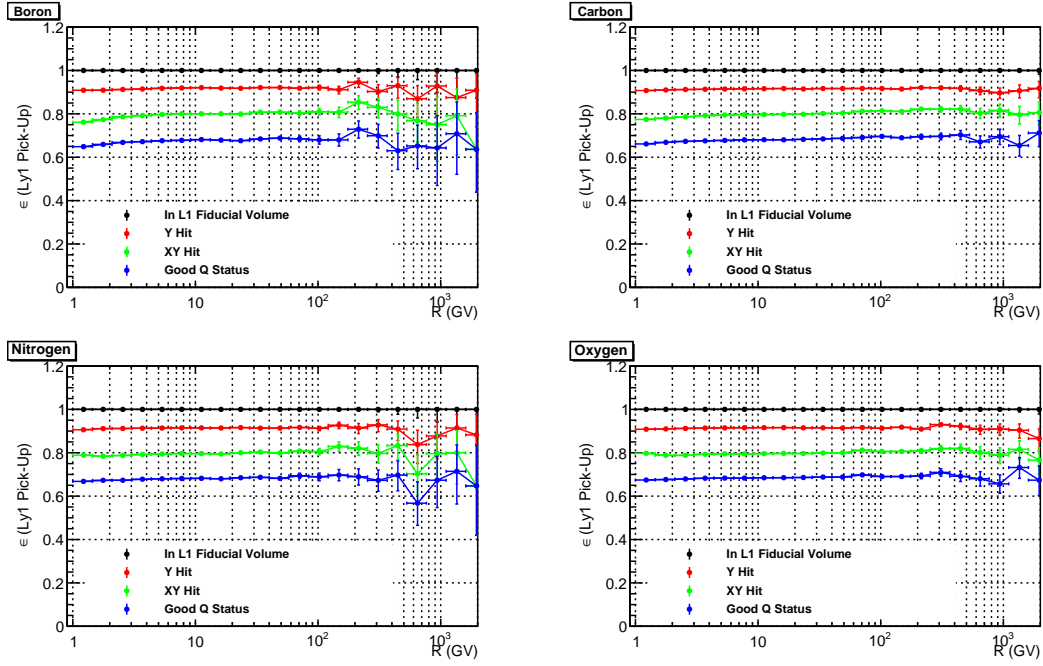 Boron
1.2
1
0.8
0.6
0.4
0.2
0
ϵ (Ly1 Pick-Up)
In L1 Fiducial Volume
Y Hit
XY Hit
Good Q Status
1 10 10² 10³
R (GV)
Carbon
1.2
1
0.8
0.6
0.4
0.2
0
ϵ (Ly1 Pick-Up)
In L1 Fiducial Volume
Y Hit
XY Hit
Good Q Status
1 10 10² 10³
R (GV)
Nitrogen
1.2
1
0.8
0.6
0.4
0.2
0
ϵ (Ly1 Pick-Up)
In L1 Fiducial Volume
Y Hit
XY Hit
Good Q Status
1 10 10² 10³
R (GV)
Oxygen
1.2
1
0.8
0.6
0.4
0.2
0
ϵ (Ly1 Pick-Up)
In L1 Fiducial Volume
Y Hit
XY Hit
Good Q Status
1 10 10² 10³
R (GV)